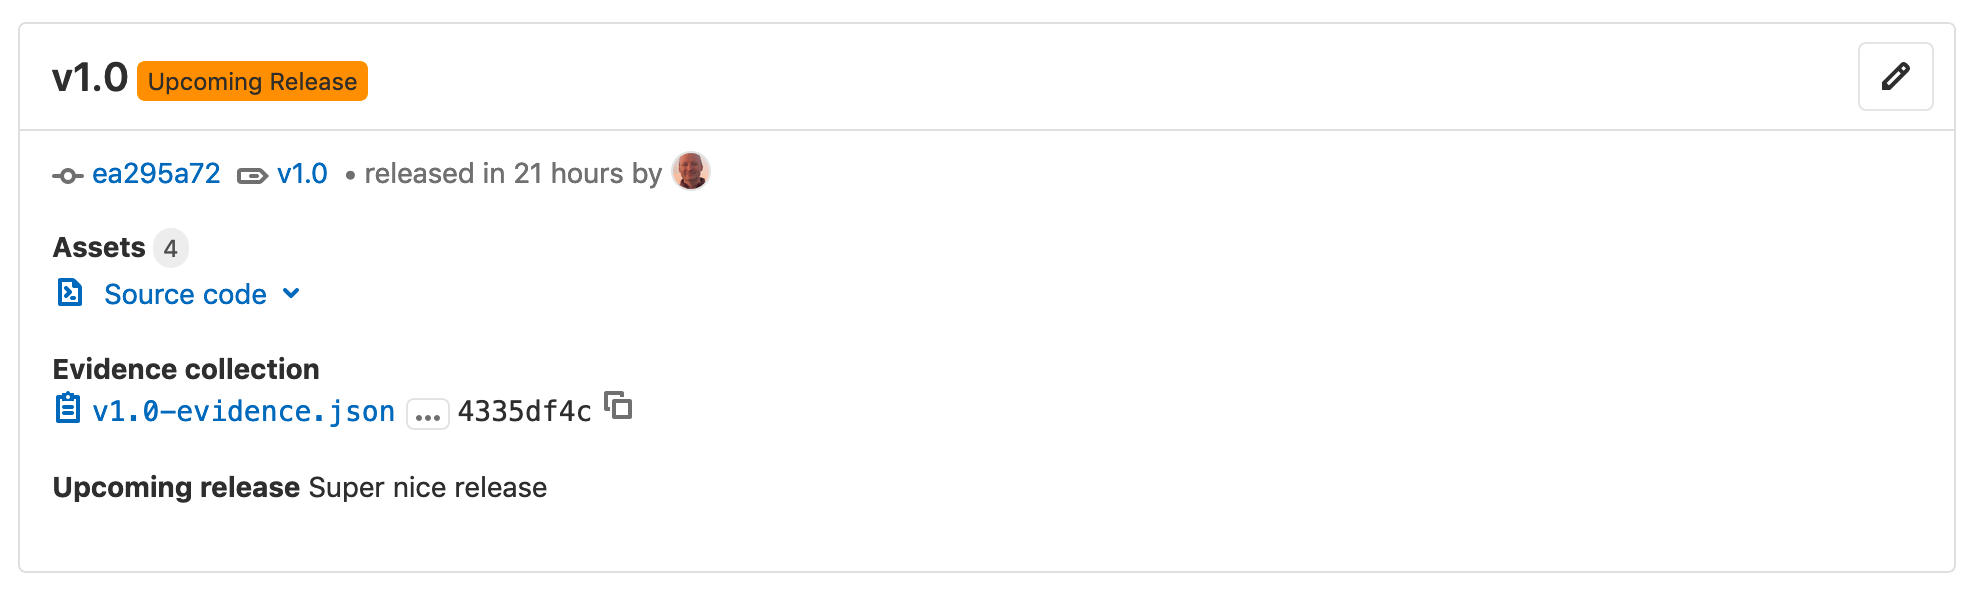 v1.0 Upcoming Release
ea295a72 v1.0 • released in 21 hours by
Assets 4
Source code
Evidence collection
v1.0-evidence.json ... 4335df4c
Upcoming release Super nice release